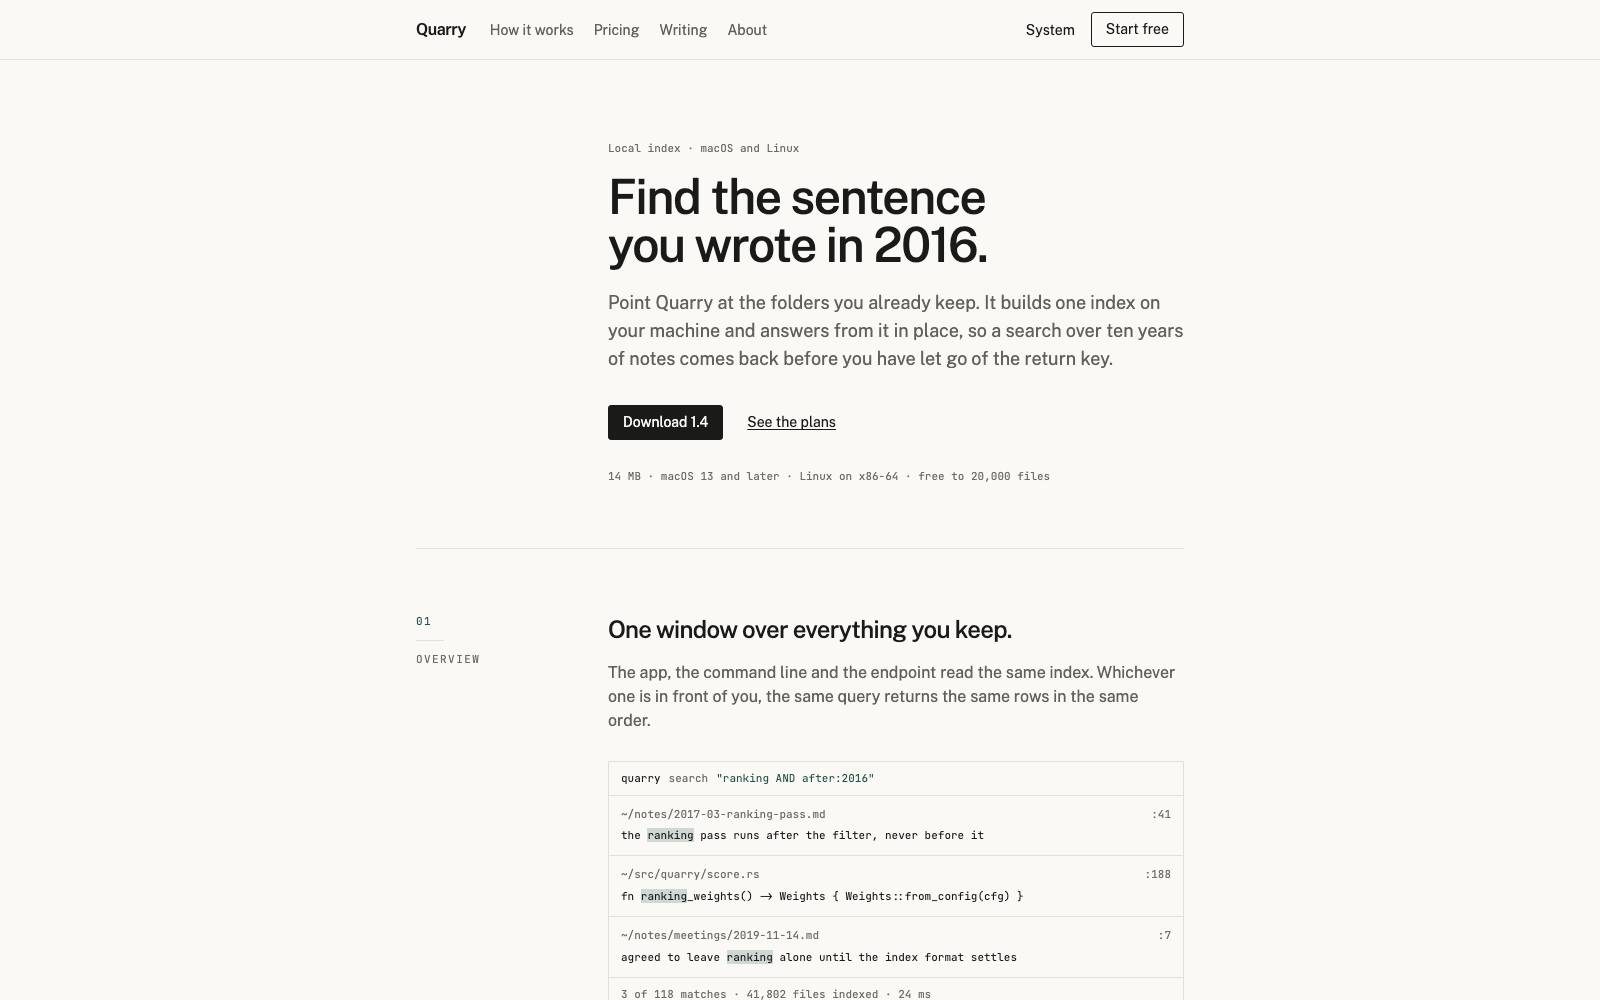 Quarry How it works Pricing Writing About System Start free
Local index · macOS and Linux
Find the sentence
you wrote in 2016.
Point Quarry at the folders you already keep. It builds one index on
your machine and answers from it in place, so a search over ten years
of notes comes back before you have let go of the return key.
Download 1.4 See the plans
14 MB · macOS 13 and later · Linux on x86-64 · free to 20,000 files
01
OVERVIEW
One window over everything you keep.
The app, the command line and the endpoint read the same index. Whichever
one is in front of you, the same query returns the same rows in the same
order.
quarry search "ranking AND after:2016"
~/notes/2017-03-ranking-pass.md :41
the ranking pass runs after the filter, never before it
~/src/quarry/score.rs :188
fn ranking_weights() -> Weights { Weights::from_config(cfg) }
~/notes/meetings/2019-11-14.md :7
agreed to leave ranking alone until the index format settles
3 of 118 matches · 41,802 files indexed · 24 ms